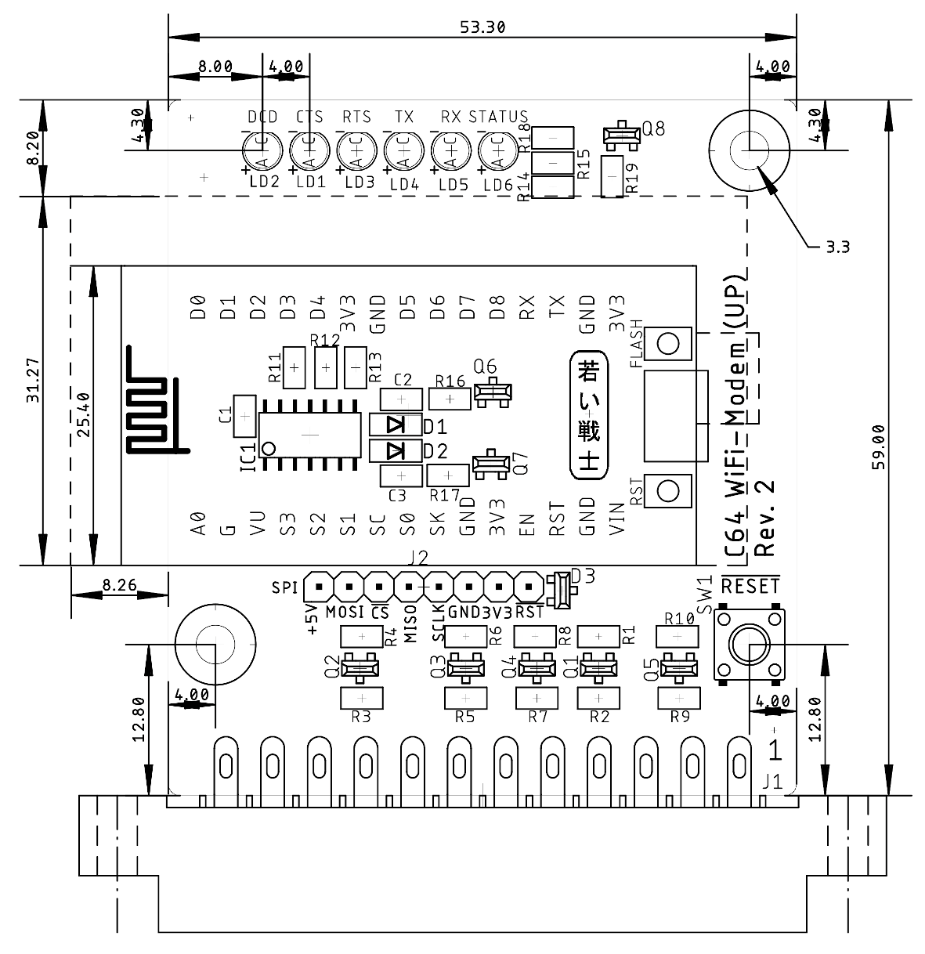 53.30
8.00 4.00 4.00
4.30 8.20 4.30
DCD CTS RTS TX RX STATUS
R18 Q8
A C A+C A+C A+C A+C A+C
R15
LD2 LD1 LD3 LD4 LD5 LD6
R14 R19
3.3
D0 D1 D2 D3 D4 3V3 GND D5 D6 D7 D8 RX TX GND 3V3
FLASH
R11 R12 R13
Q6
C2 R16
C1
D1
IC1
D2
Q7
C3 R17
若い戦士
RST
LC64 WiFi-Modem (UP)
Rev. 2
31.27
25.40
59.00
A0 G VU S3 S2 S1 SC S0 SK GND 3V3 EN RST GND VIN
J2
8.26
SPI
D3
SW1
RESET
+5V MOSI CS MISO SCLK GND 3V3 RST
R4 R6 R8 R1 R10
Q2 Q3 Q4 Q1 Q5
4.00 4.00
R3 R5 R7 R2 R9
12.80 12.80
1
J1